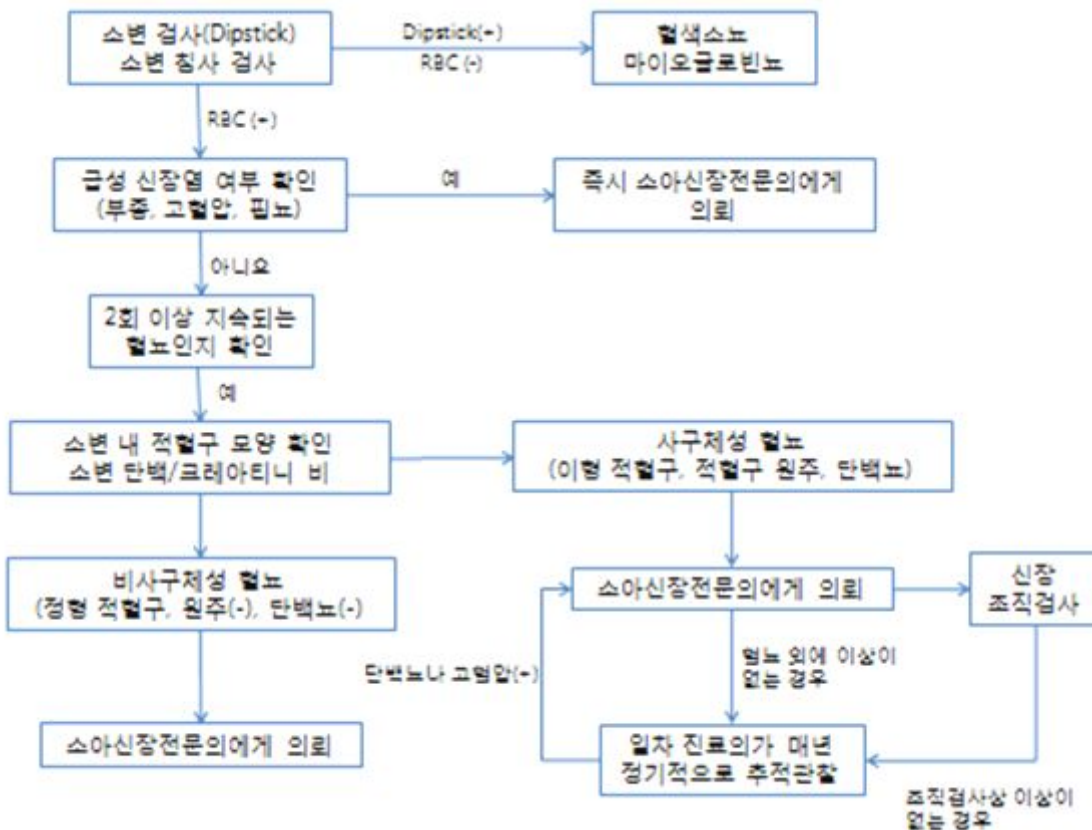 소변 검사(Dipstick)
소변 침사 검사
Dipstick(+)
RBC (-)
혈색소뇨
마이오글로빈뇨
RBC (+)
급성 신장염 여부 확인
(부종, 고혈압, 핍뇨)
예
즉시 소아신장전문의에게
의뢰
아니요
2회 이상 지속되는
혈뇨인지 확인
예
소변 내 적혈구 모양 확인
소변 단백/크레아티니 비
사구체성 혈뇨
(이형 적혈구, 적혈구 원주, 단백뇨)
비사구체성 혈뇨
(정형 적혈구, 원주(-), 단백뇨(-)
소아신장전문의에게 의뢰
신장
조직검사
단백뇨나 고혈압(+)
혈뇨 외에 이상이
없는 경우
소아신장전문의에게 의뢰
일차 진료의가 매년
정기적으로 추적관찰
조직검사상 이상이
없는 경우